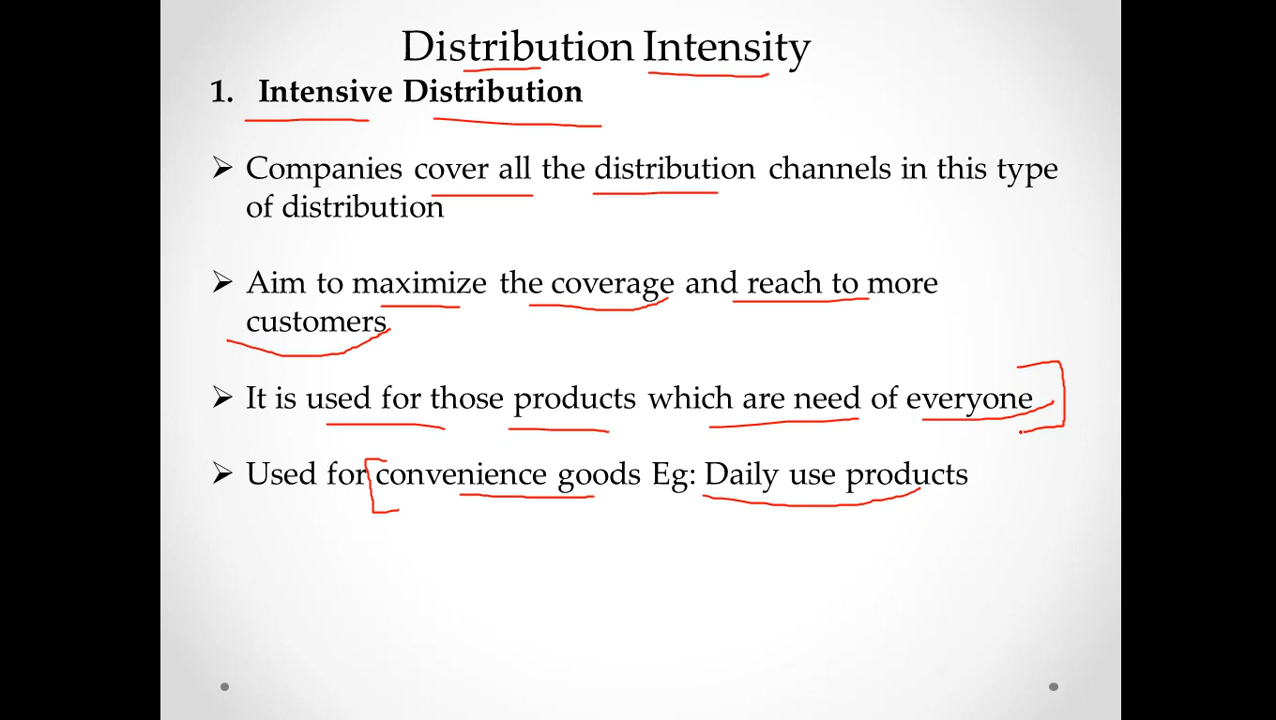 Distribution Intensity
1. Intensive Distribution
➢ Companies cover all the distribution channels in this type
of distribution
➢ Aim to maximize the coverage and reach to more
customers
➢ It is used for those products which are need of everyone
➢ Used for convenience goods Eg: Daily use products